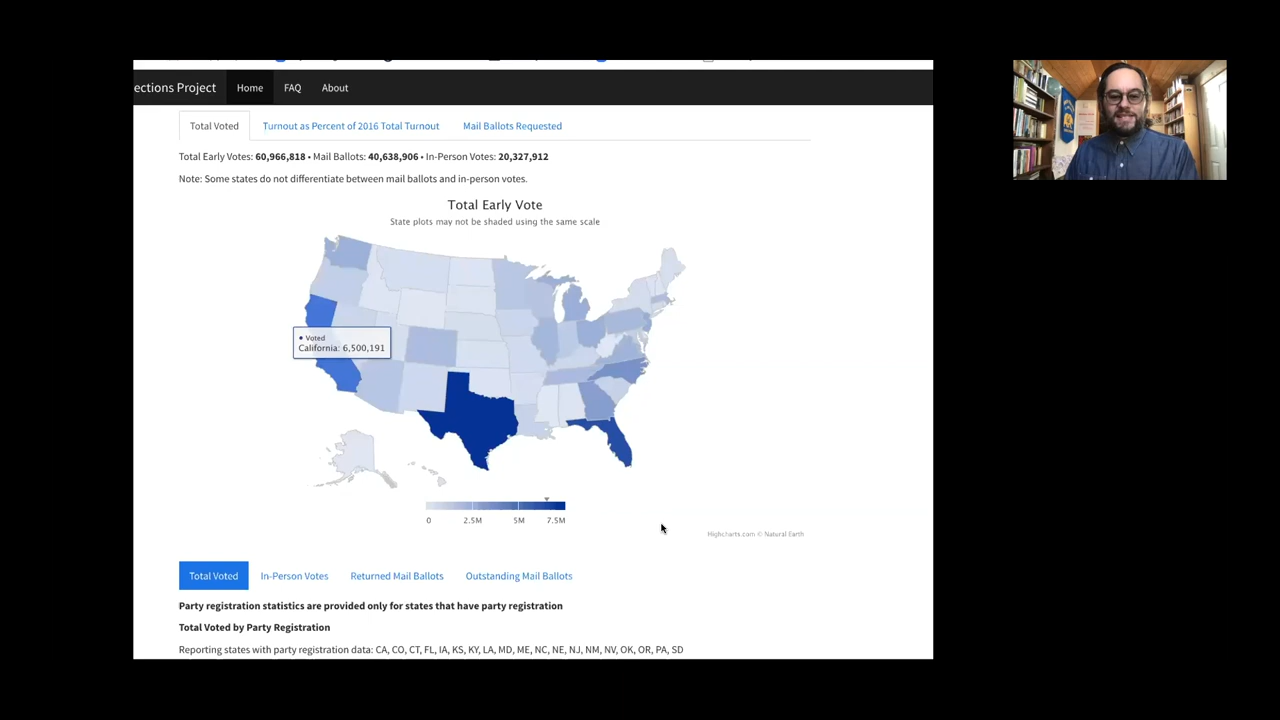 ections Project Home FAQ About
Total Voted Turnout as Percent of 2016 Total Turnout Mail Ballots Requested
Total Early Votes: 60,966,818 • Mail Ballots: 40,638,906 • In-Person Votes: 20,327,912
Note: Some states do not differentiate between mail ballots and in-person votes.
Total Early Vote
State plots may not be shaded using the same scale
• Voted
California: 6,500,191
0 2.5M 5M 7.5M
Highcharts.com © Natural Earth
Total Voted In-Person Votes Returned Mail Ballots Outstanding Mail Ballots
Party registration statistics are provided only for states that have party registration
Total Voted by Party Registration
Reporting states with party registration data: CA, CO, CT, FL, IA, KS, KY, LA, MD, ME, NC, NE, NJ, NM, NV, OK, OR, PA, SD